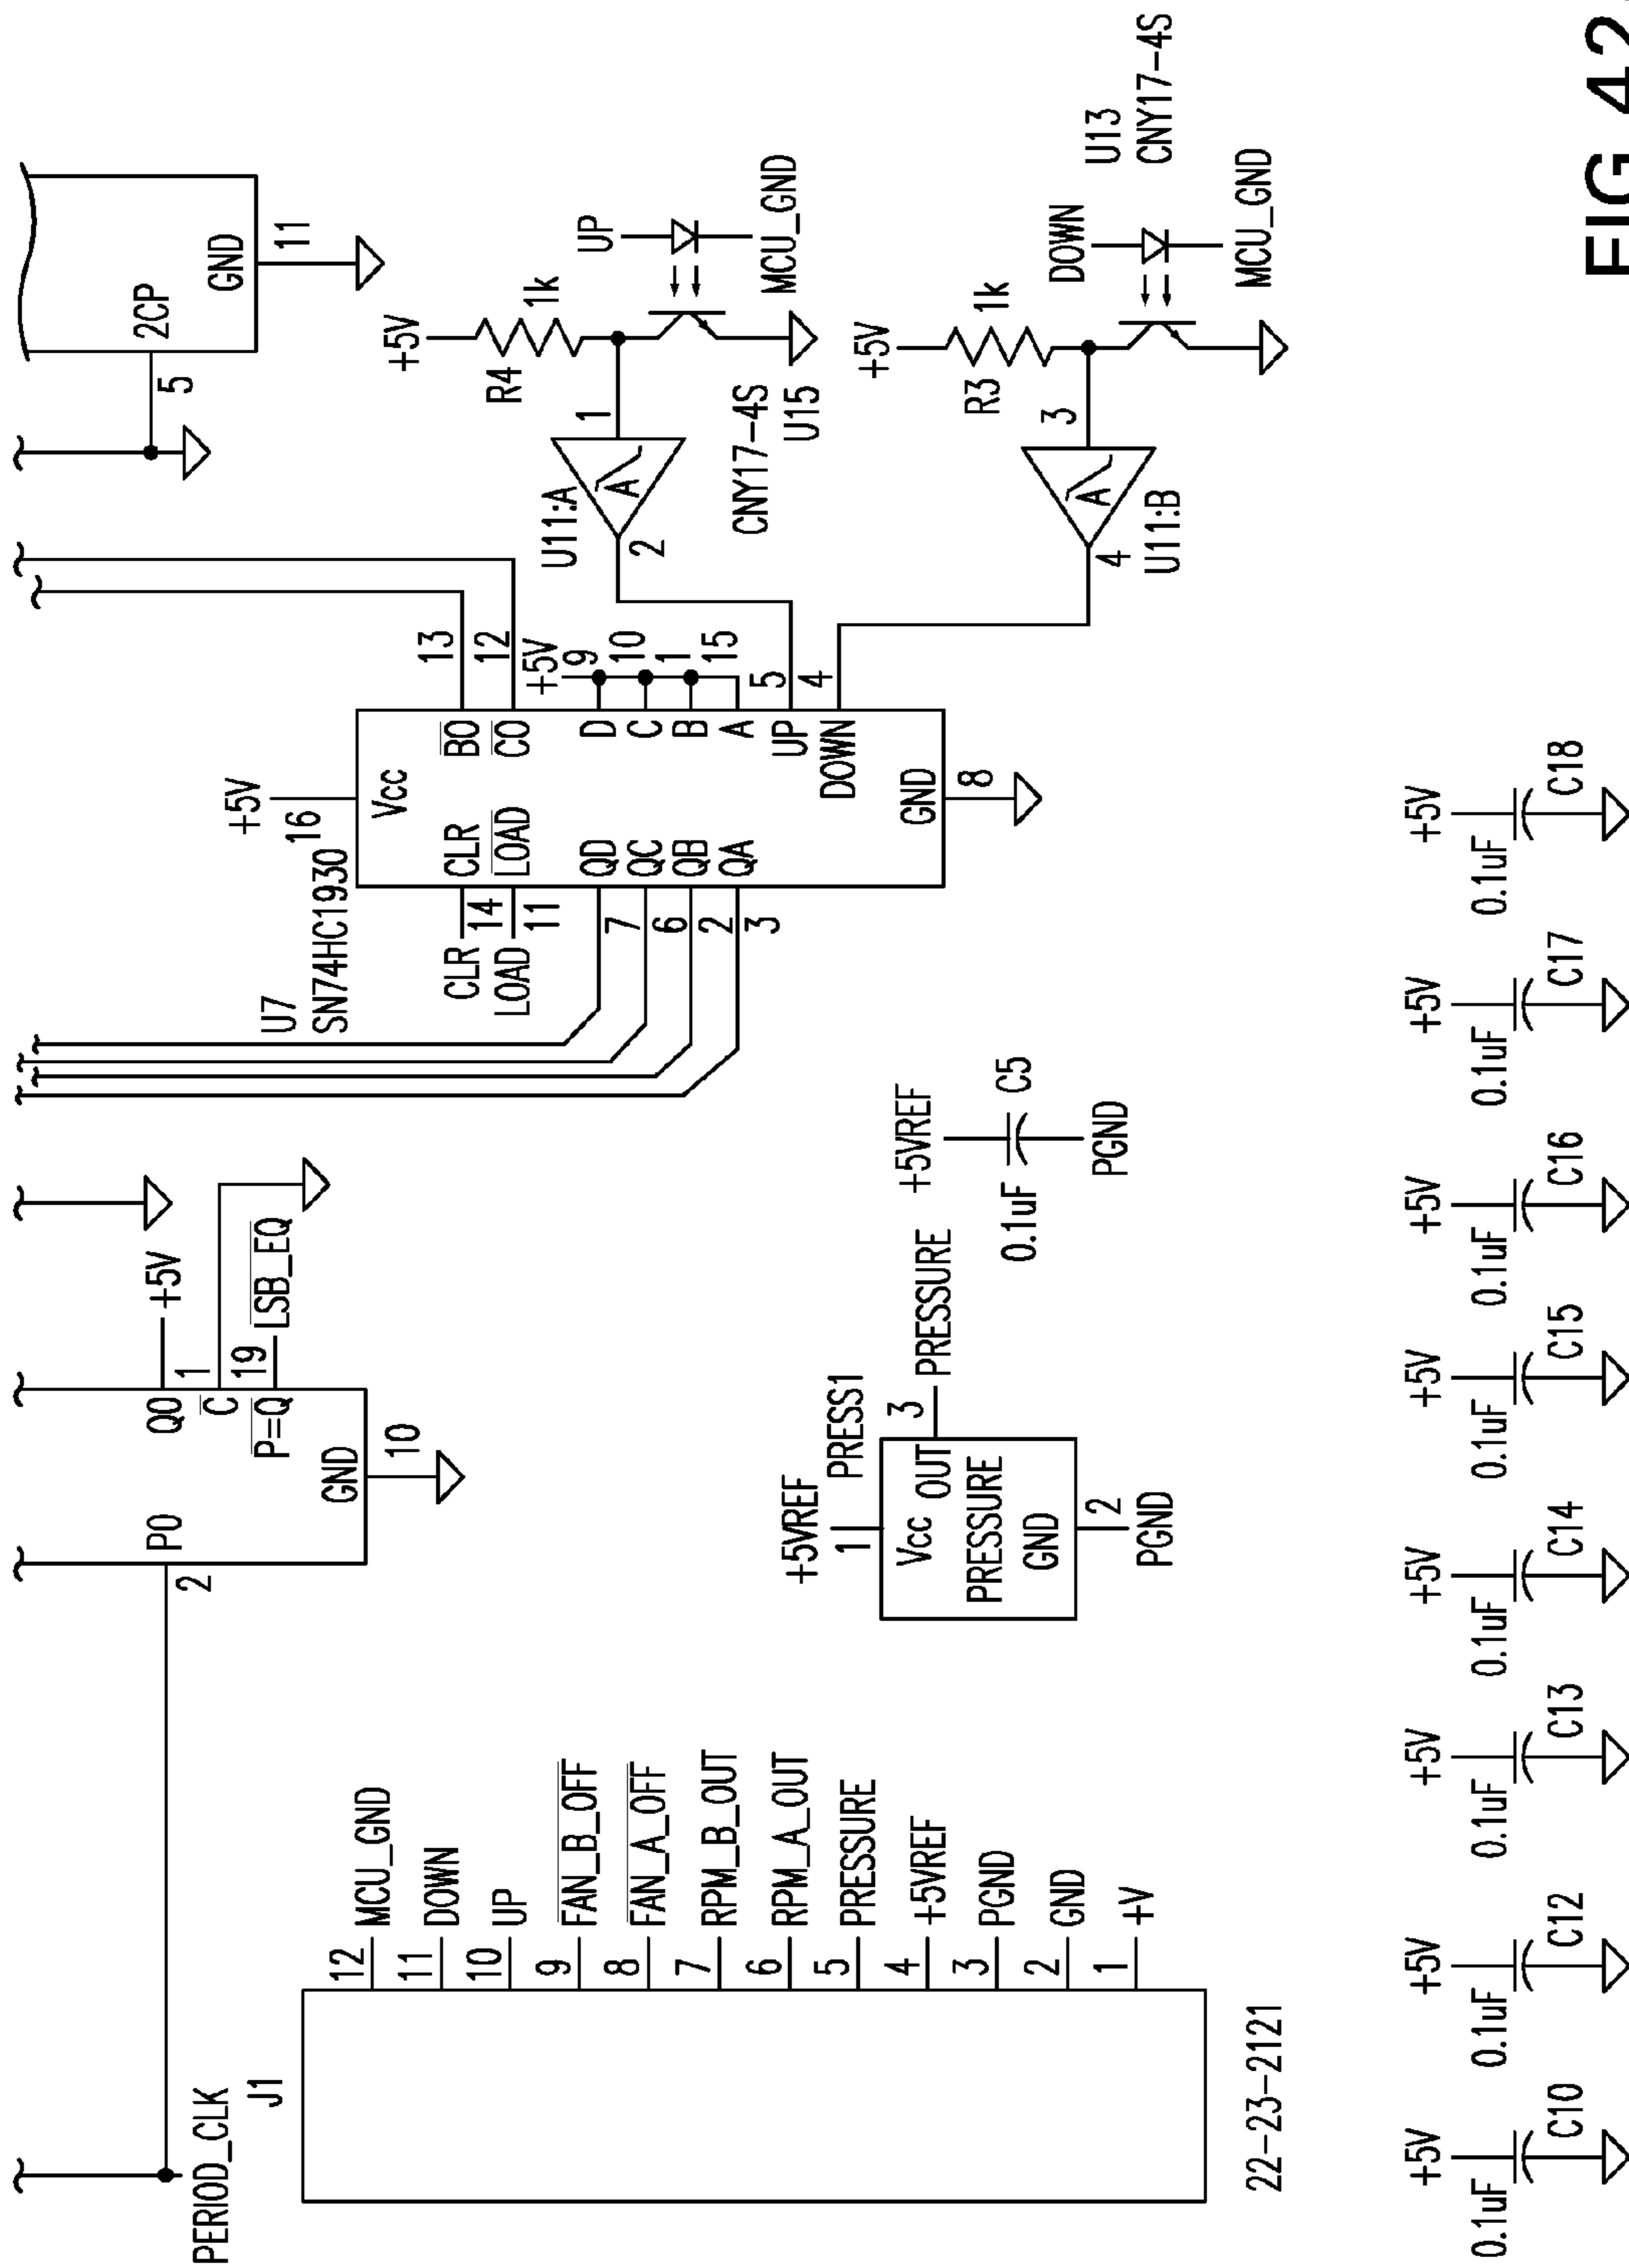 PERIOD_CLK
2
P0
Q0
+5V
1
C
19
P=Q
LSB_EQ
GND
10
2CP
5
GND
11
J1
12 MCU_GND
11 DOWN
10 UP
9 FAN_B_OFF
8 FAN_A_OFF
7 RPM_B_OUT
6 RPM_A_OUT
5 PRESSURE
4 +5VREF
3 PGND
2 GND
1 +V
22-23-2121
+5VREF
1
PRESS1
Vcc
OUT
3
PRESSURE
PRESSURE
GND
2
PGND
+5VREF
0.1uF
C5
PGND
U7
SN74HC1930
+5V
16
Vcc
CLR
14
CLR
BO
13
LOAD
11
LOAD
CO
12
+5V
QD
7
D
9
QC
6
C
10
QB
2
B
1
QA
3
A
15
UP
5
DOWN
4
GND
8
+5V
R4
1k
U11:A
A
1
2
UP
MCU_GND
CNY17-4S
U15
+5V
R3
1k
3
A
4
U11:B
DOWN
U13
CNY17-4S
MCU_GND
+5V
0.1uF
C10
+5V
0.1uF
C12
+5V
0.1uF
C13
+5V
0.1uF
C14
+5V
0.1uF
C15
+5V
0.1uF
C16
+5V
0.1uF
C17
+5V
0.1uF
C18